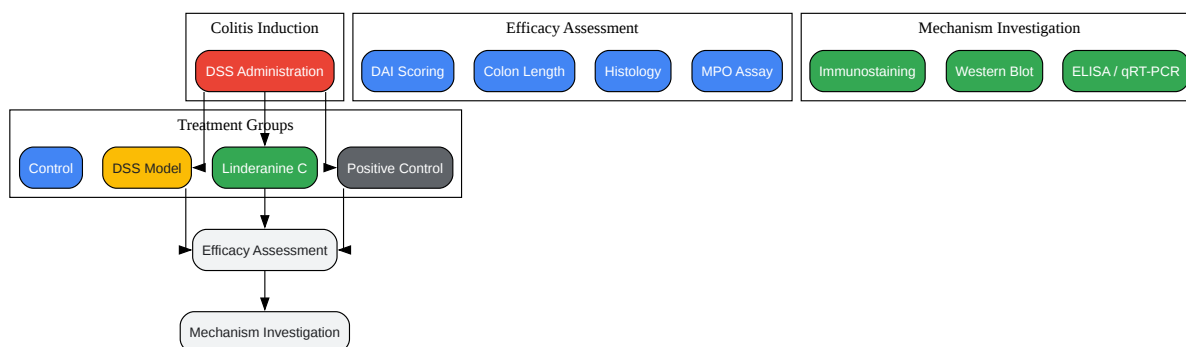 Colitis Induction
DSS Administration
Efficacy Assessment
DAI Scoring
Colon Length
Histology
MPO Assay
Mechanism Investigation
Immunostaining
Western Blot
ELISA / qRT-PCR
Treatment Groups
Control
DSS Model
Linderanine C
Positive Control
Efficacy Assessment
Mechanism Investigation